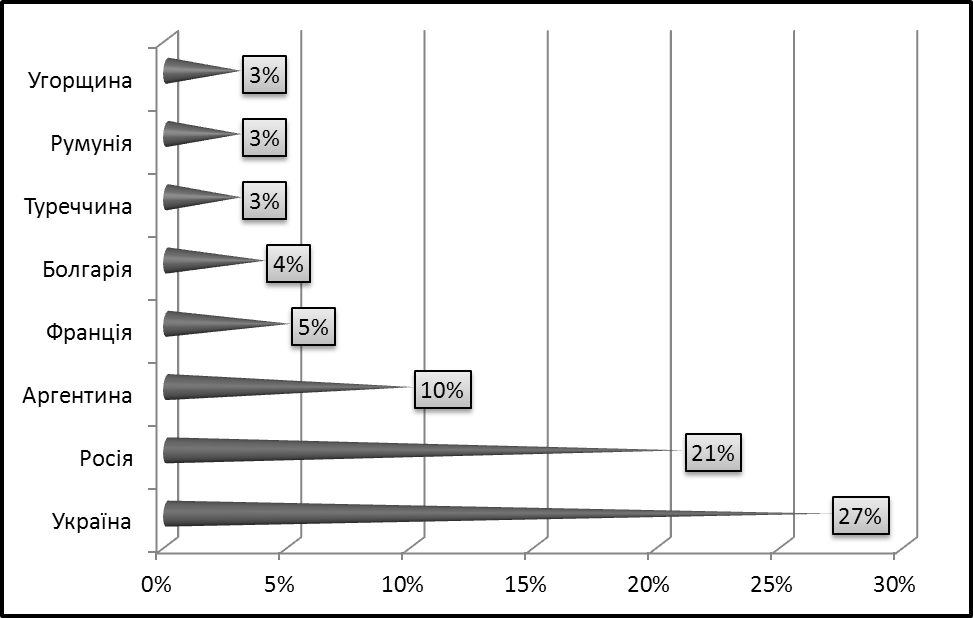 Угорщина 3%
Румунія 3%
Туреччина 3%
Болгарія 4%
Франція 5%
Аргентина 10%
Росія 21%
Україна 27%
0% 5% 10% 15% 20% 25% 30%